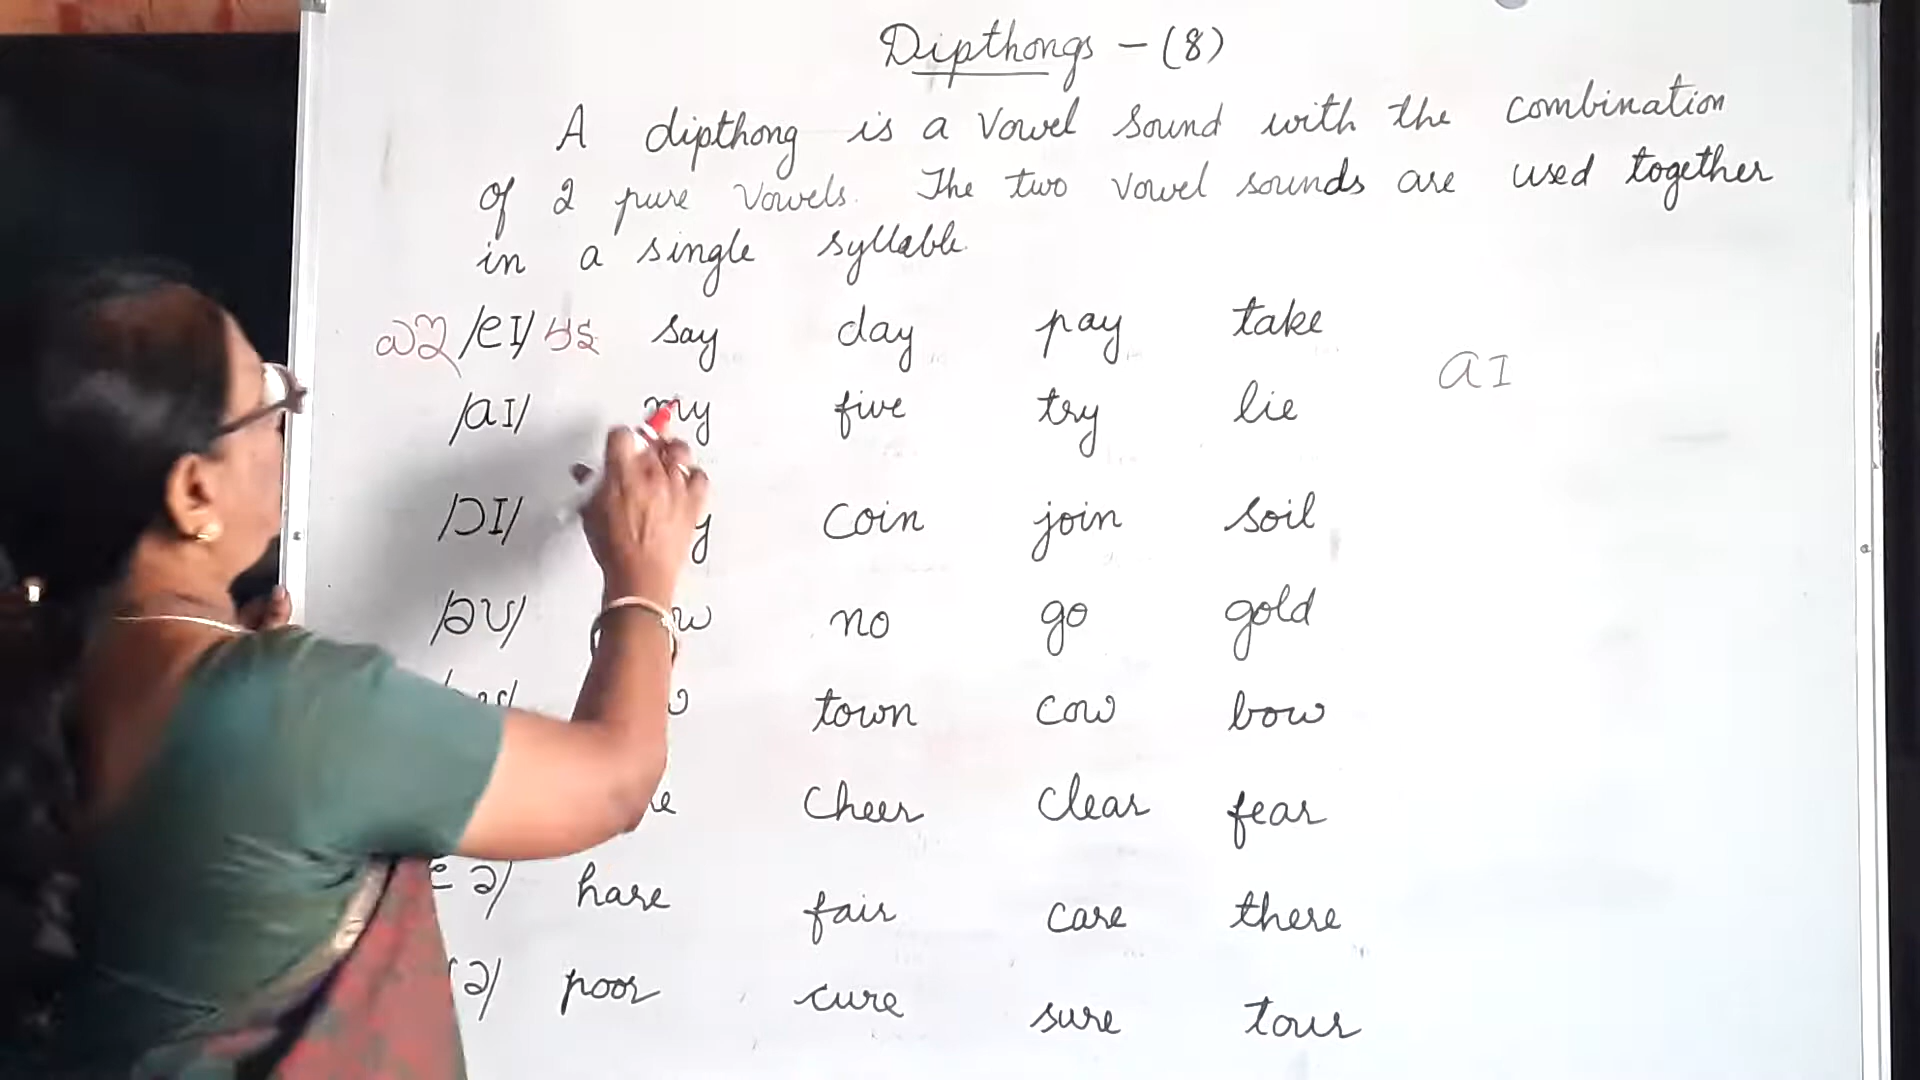 Dipthongs – (8)
A dipthong is a vowel sound with the combination
of 2 pure vowels. The two vowel sounds are used together
in a single syllable.
/eI/ say day pay take
aI
/aI/ my five try lie
/ɔI/ coin join soil
/əʊ/ no go gold
town cow bow
cheer clear fear
ə/ hare fair care there
ə/ poor cure sure tour